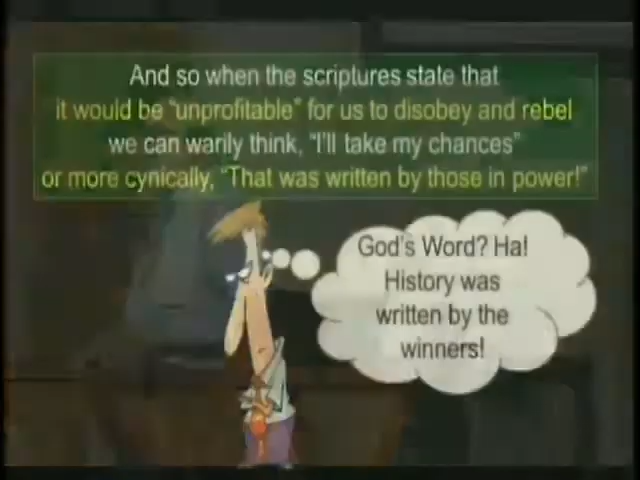 And so when the scriptures state that
it would be "unprofitable" for us to disobey and rebel
we can warily think, "I'll take my chances"
or more cynically, "That was written by those in power!"
God's Word? Ha!
History was
written by the
winners!